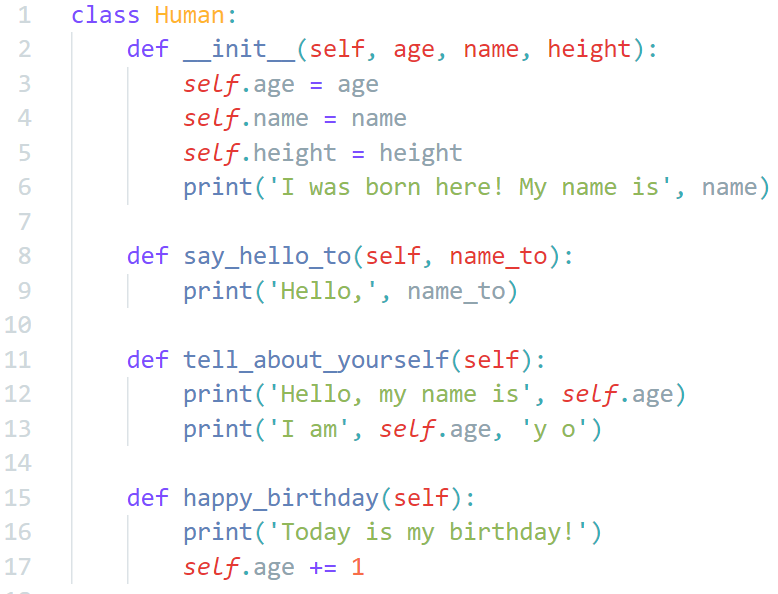 1 class Human:
2     def __init__(self, age, name, height):
3         self.age = age
4         self.name = name
5         self.height = height
6         print('I was born here! My name is', name)
7
8     def say_hello_to(self, name_to):
9         print('Hello,', name_to)
10
11     def tell_about_yourself(self):
12         print('Hello, my name is', self.age)
13         print('I am', self.age, 'y o')
14
15     def happy_birthday(self):
16         print('Today is my birthday!')
17         self.age += 1